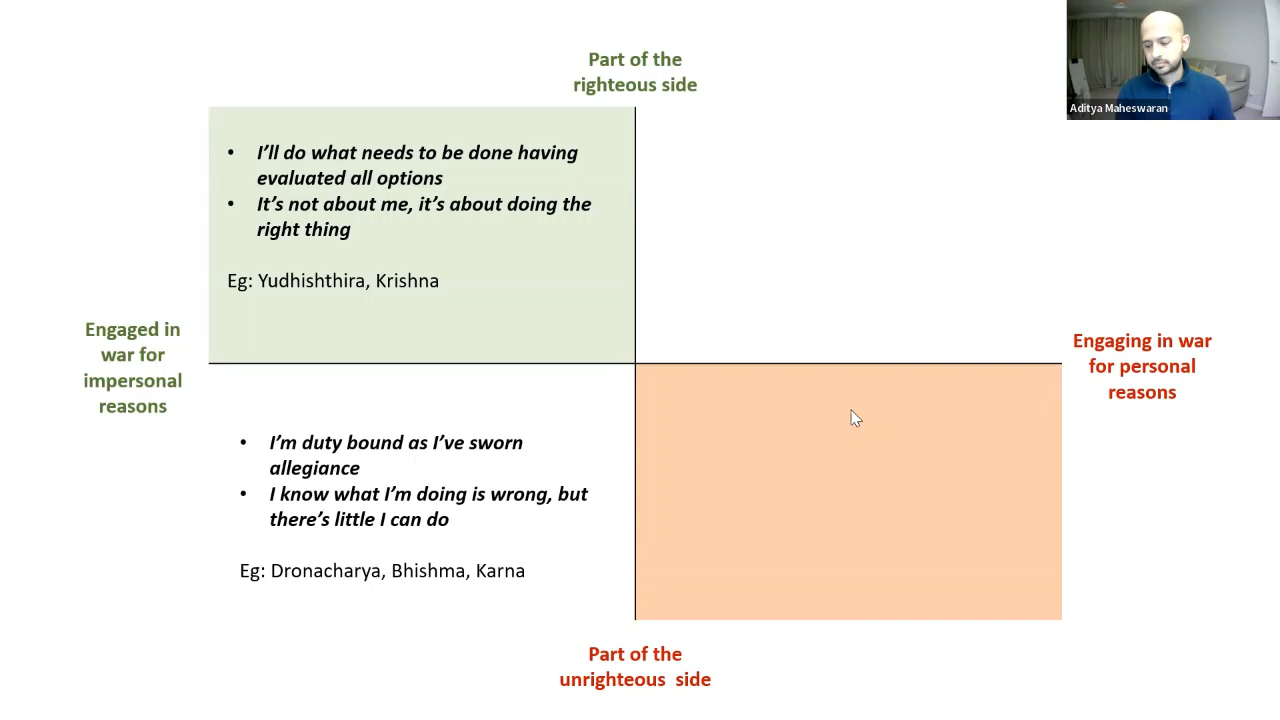 Part of the
righteous side
Aditya Maheswaran
• I'll do what needs to be done having
evaluated all options
• It's not about me, it's about doing the
right thing
Eg: Yudhishthira, Krishna
Engaged in
war for
impersonal
reasons
Engaging in war
for personal
reasons
• I'm duty bound as I've sworn
allegiance
• I know what I'm doing is wrong, but
there's little I can do
Eg: Dronacharya, Bhishma, Karna
Part of the
unrighteous  side